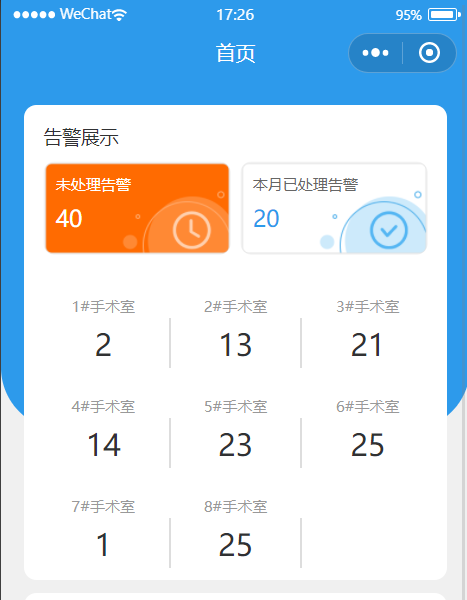 WeChat 17:26 95%
首页
告警展示
未处理告警 本月已处理告警
40 20
1#手术室 2#手术室 3#手术室
2 13 21
4#手术室 5#手术室 6#手术室
14 23 25
7#手术室 8#手术室
1 25